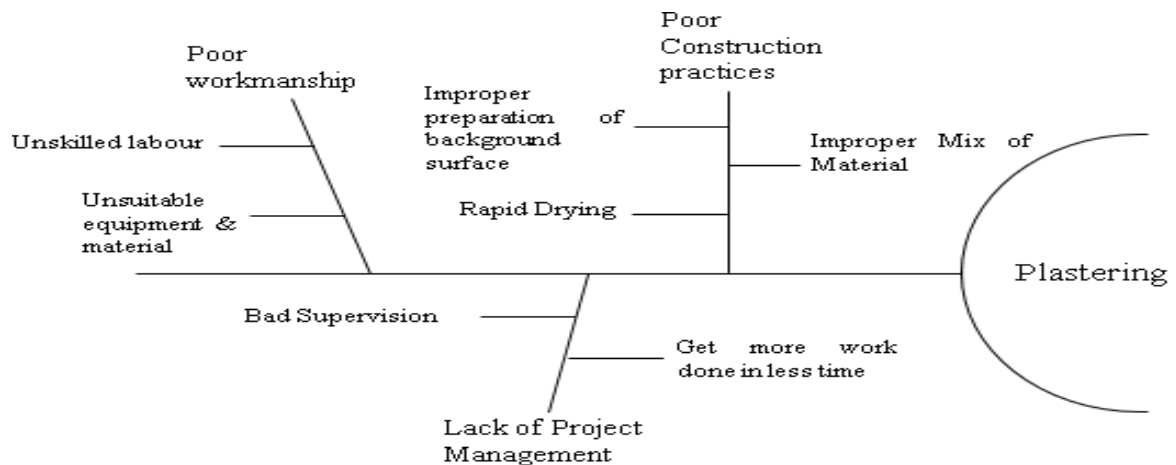 Poor
workmanship
Unskilled labour
Unsuitable
equipment &
material
Poor
Construction
practices
Improper
preparation of
background
surface
Rapid Drying
Improper Mix of
Material
Plastering
Bad Supervision
Get more work
done in less time
Lack of Project
Management